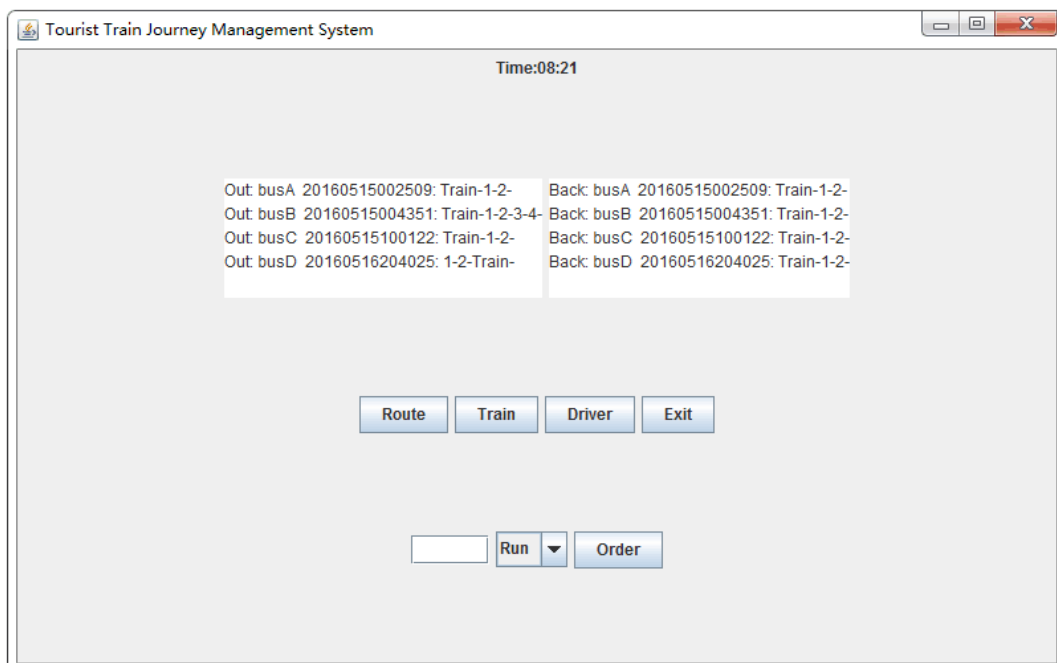 Tourist Train Journey Management System
Time:08:21
Out: busA 20160515002509: Train-1-2-
Out: busB 20160515004351: Train-1-2-3-4-
Out: busC 20160515100122: Train-1-2-
Out: busD 20160516204025: 1-2-Train-
Back: busA 20160515002509: Train-1-2-
Back: busB 20160515004351: Train-1-2-
Back: busC 20160515100122: Train-1-2-
Back: busD 20160516204025: Train-1-2-
Route Train Driver Exit
Run Order